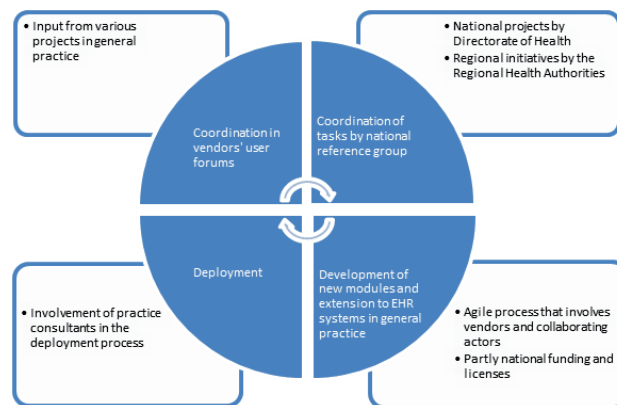 • Input from various
projects in general
practice
• National projects by
Directorate of Health
• Regional initiatives by the
Regional Health Authorities
Coordination in
vendors' user
forums
Coordination of
tasks by national
reference group
Deployment
Development of
new modules and
extension to EHR
systems in general
practice
• Involvement of practice
consultants in the
deployment process
• Agile process that involves
vendors and collaborating
actors
• Partly national funding and
licenses